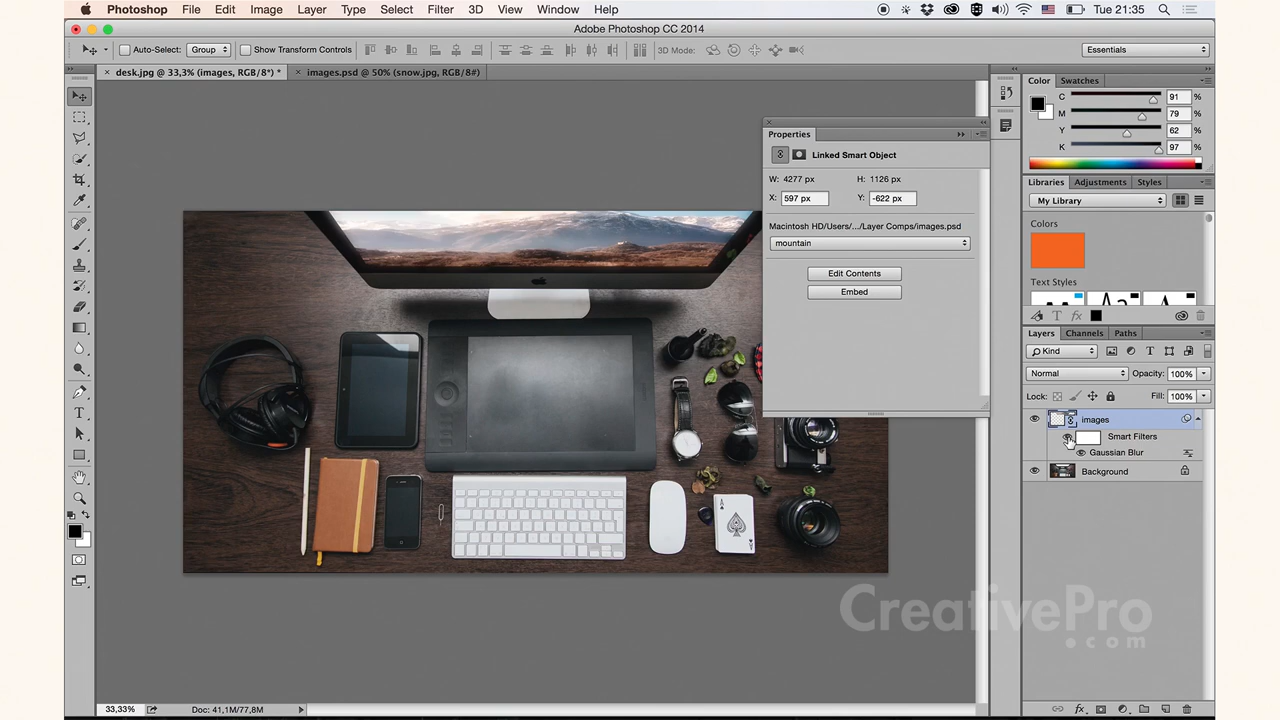 Photoshop File Edit Image Layer Type Select Filter 3D View Window Help Tue 21:35
Adobe Photoshop CC 2014
Auto-Select: Group Show Transform Controls 3D Mode: Essentials
× desk.jpg @ 33,3% (images, RGB/8*) * × images.psd @ 50% (snow.jpg, RGB/8#)
Color Swatches
C 91 %
M 79 %
Y 62 %
K 97 %
Properties
Linked Smart Object
W: 4277 px H: 1126 px
X: 597 px Y: -622 px
Macintosh HD/Users/.../Layer Comps/images.psd
mountain
Edit Contents
Embed
Libraries Adjustments Styles
My Library
Colors
Text Styles
Layers Channels Paths
Kind
Normal Opacity: 100%
Lock: Fill: 100%
images
Smart Filters
Gaussian Blur
Background
A
CreativePro
.com
33,33% Doc: 41,1M/77,8M